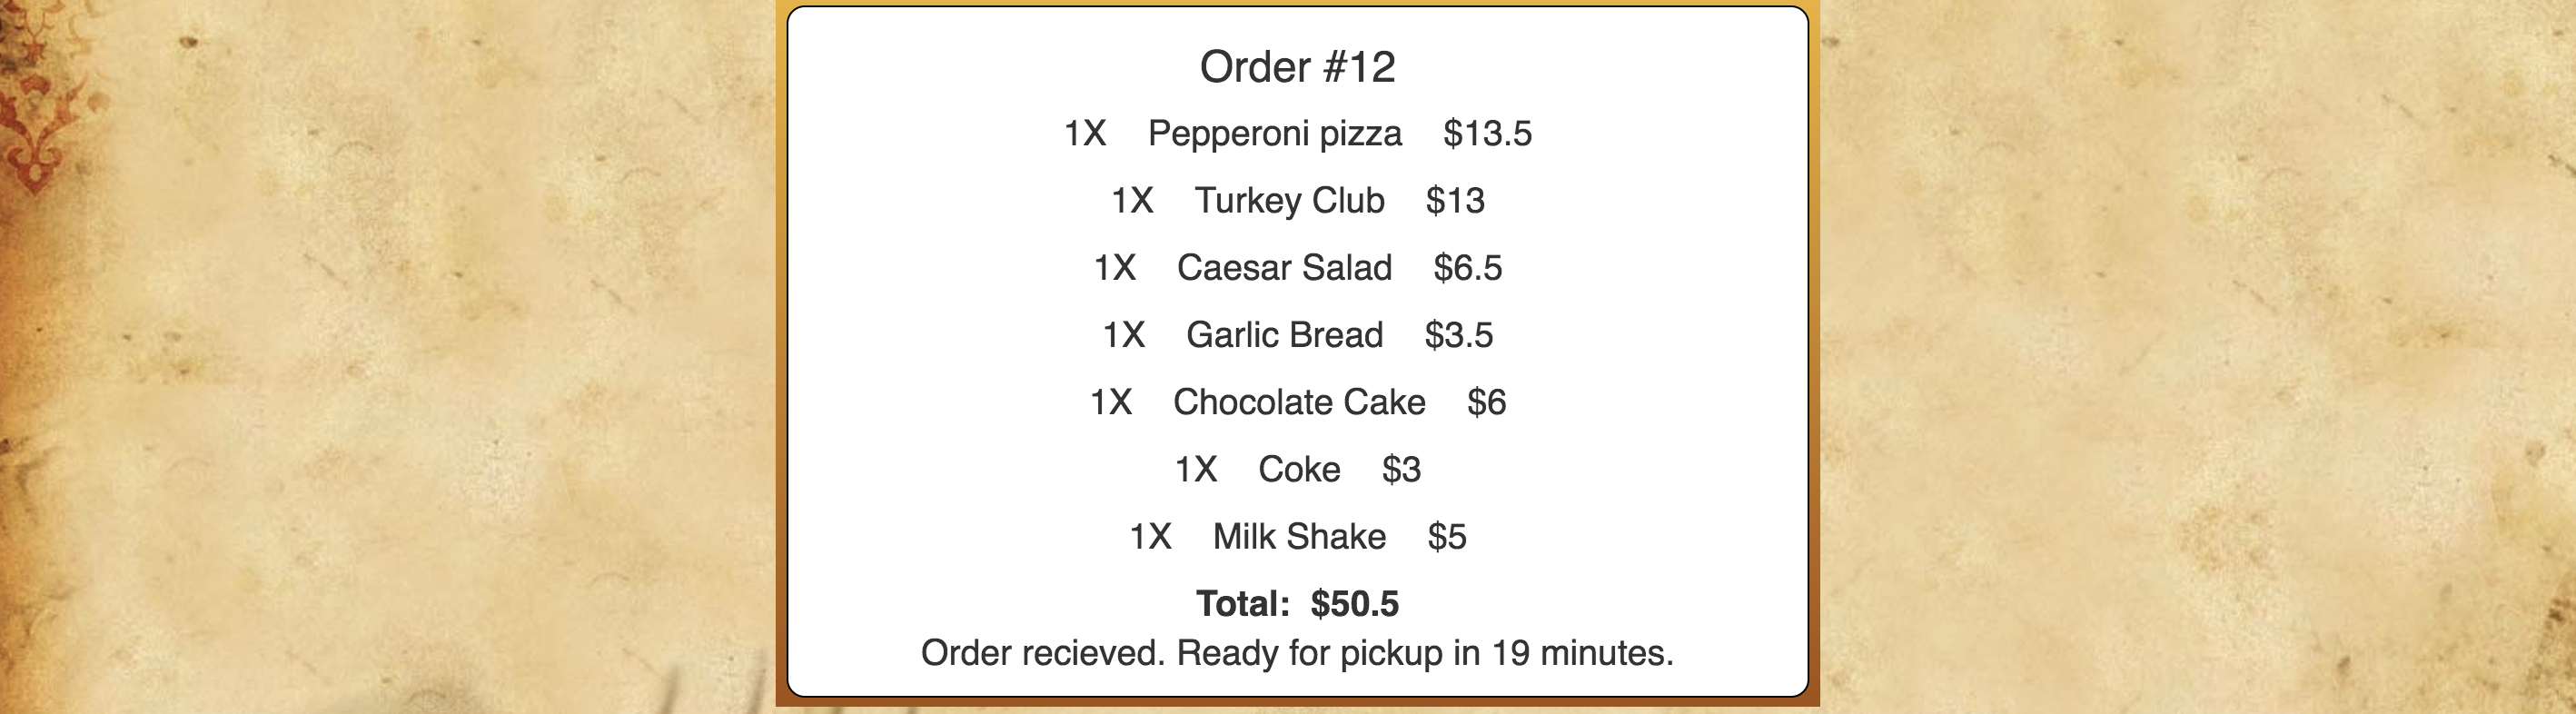 Order #12
1X Pepperoni pizza $13.5
1X Turkey Club $13
1X Caesar Salad $6.5
1X Garlic Bread $3.5
1X Chocolate Cake $6
1X Coke $3
1X Milk Shake $5
Total: $50.5
Order recieved. Ready for pickup in 19 minutes.